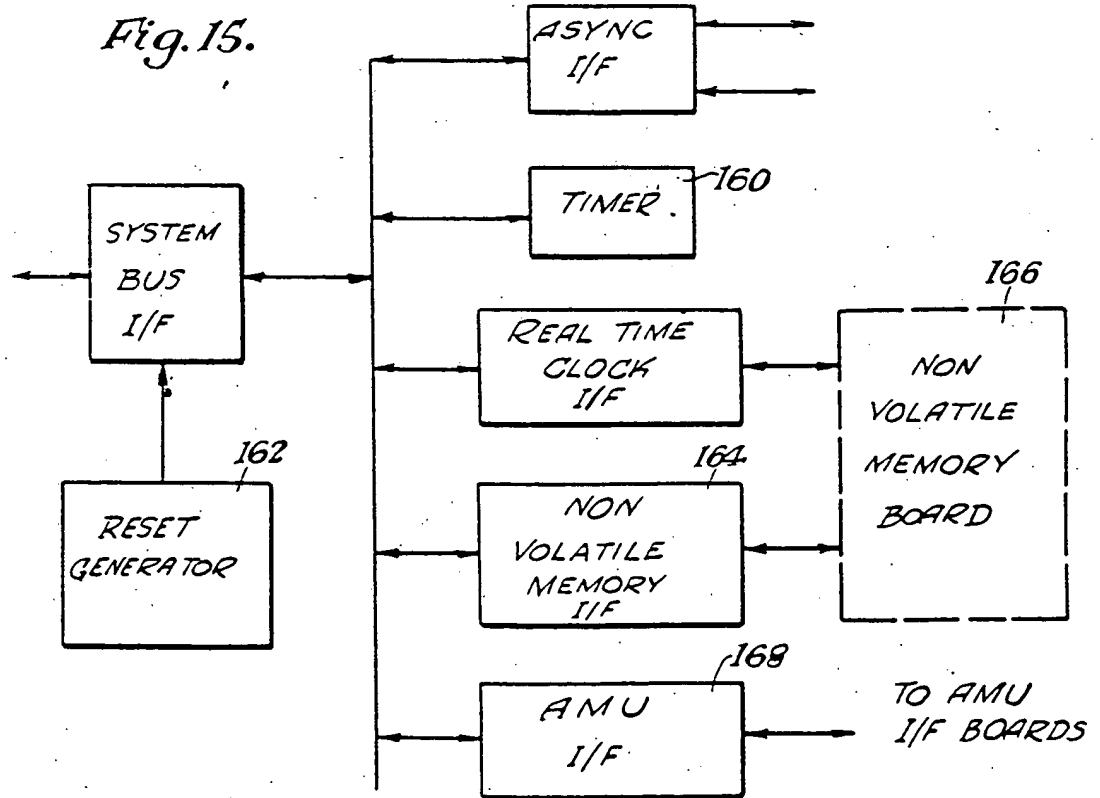 Fig. 15.
ASYNC
I/F
TIMER.
160
SYSTEM
BUS
I/F
REAL TIME
CLOCK
I/F
166
NON
VOLATILE
MEMORY
BOARD
162
RESET
GENERATOR
164
NON
VOLATILE
MEMORY
I/F
168
AMU
I/F
TO AMU
I/F BOARDS